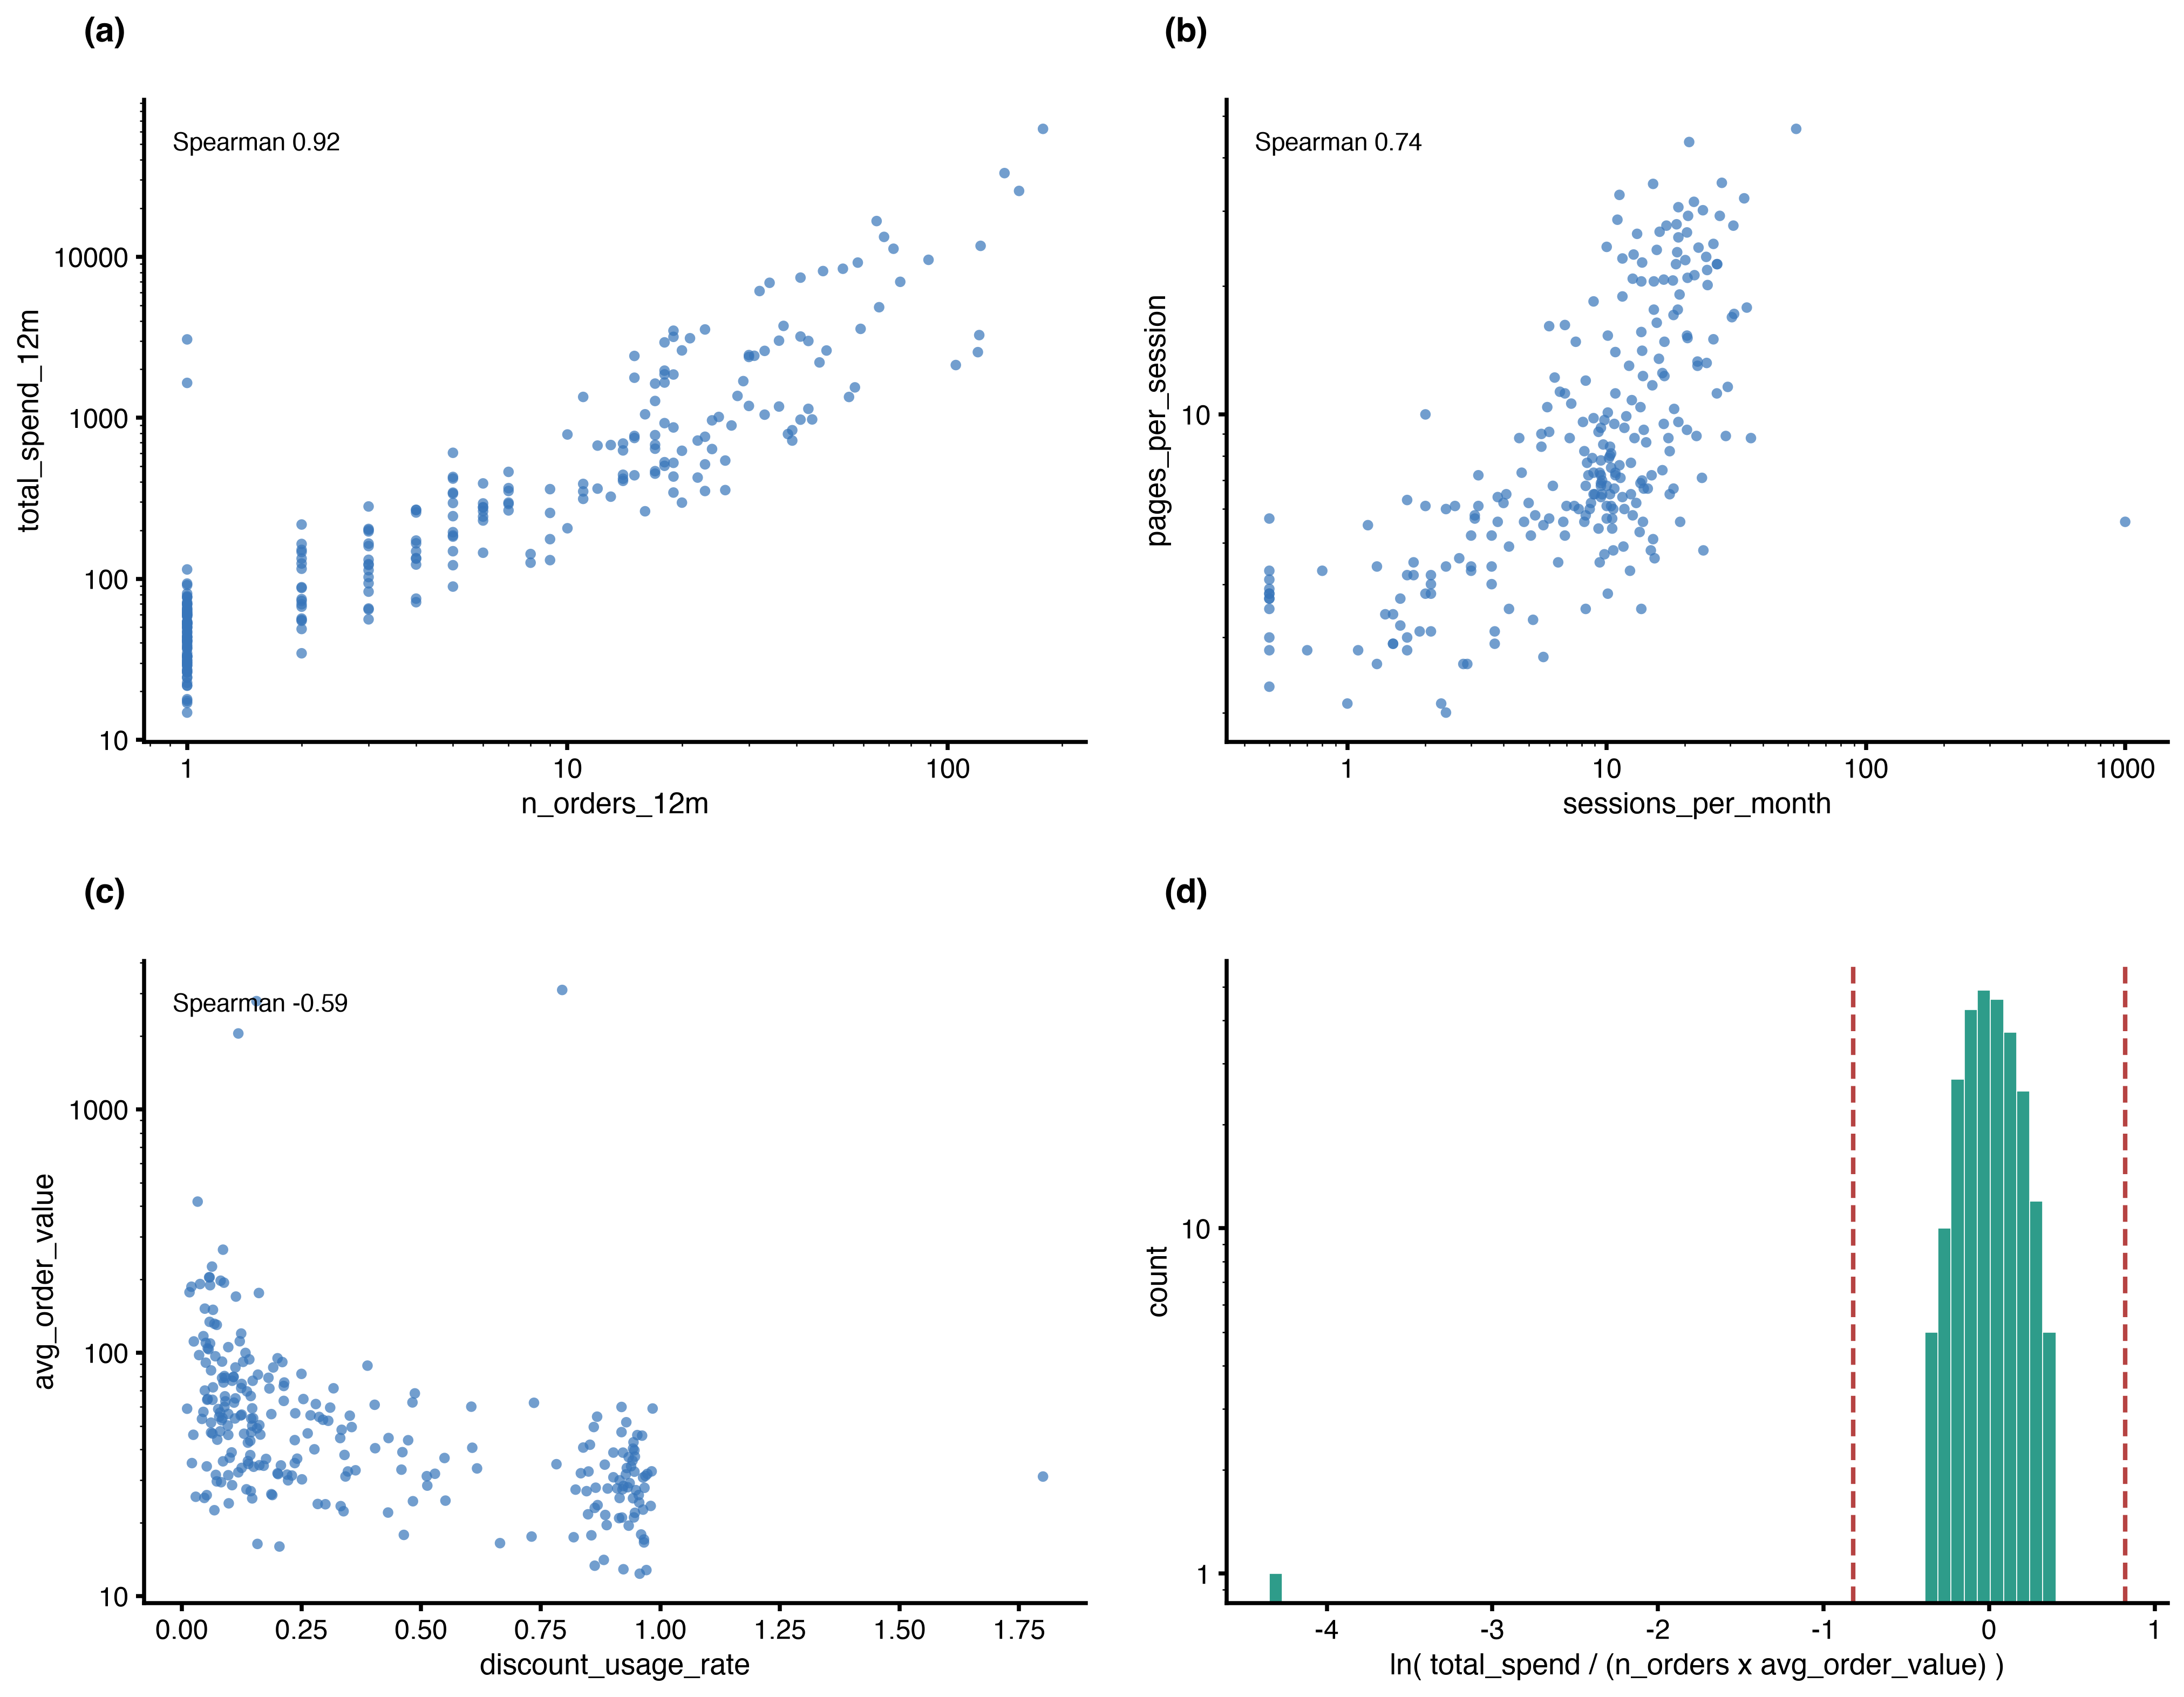 (a)
Spearman 0.92
total_spend_12m
10000
1000
100
10
1
10
100
n_orders_12m
(b)
Spearman 0.74
pages_per_session
10
1
10
100
1000
sessions_per_month
(c)
Spearman -0.59
avg_order_value
1000
100
10
0.00
0.25
0.50
0.75
1.00
1.25
1.50
1.75
discount_usage_rate
(d)
count
10
1
-4
-3
-2
-1
0
1
ln( total_spend / (n_orders x avg_order_value) )